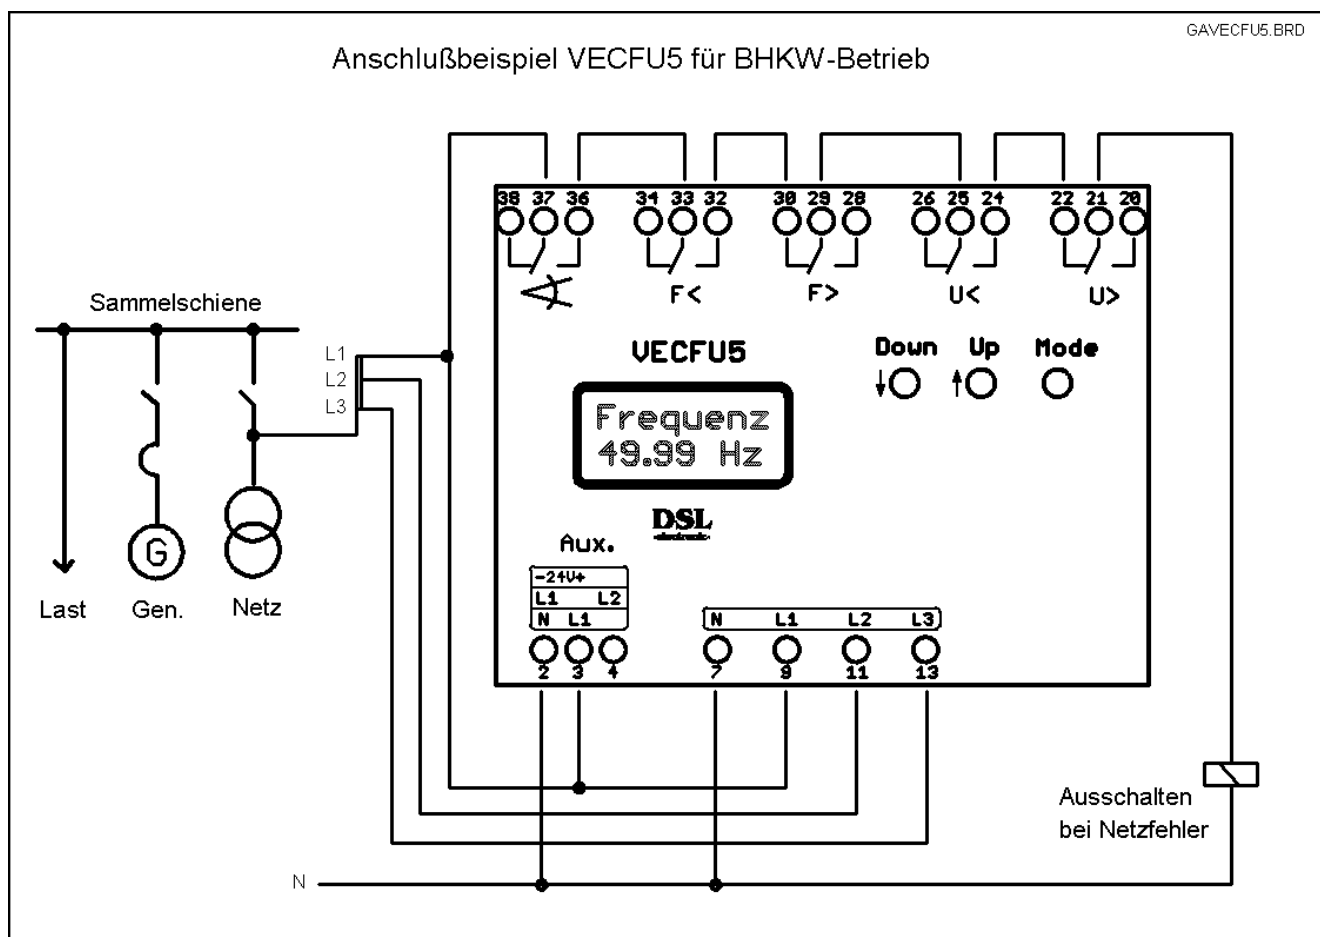 GAVECFU5.BRD
Anschlußbeispiel VECFU5 für BHKW-Betrieb
38 37 36 34 33 32 30 29 28 26 25 24 22 21 20
F< F> U< U>
Sammelschiene
L1
L2
L3
VECFU5
Down Up Mode
Frequenz
49.99 Hz
DSL
electronic
Aux.
-24V+
L1 L2
N L1
N L1 L2 L3
2 3 4 7 9 11 13
G
Last Gen. Netz
Ausschalten
bei Netzfehler
N